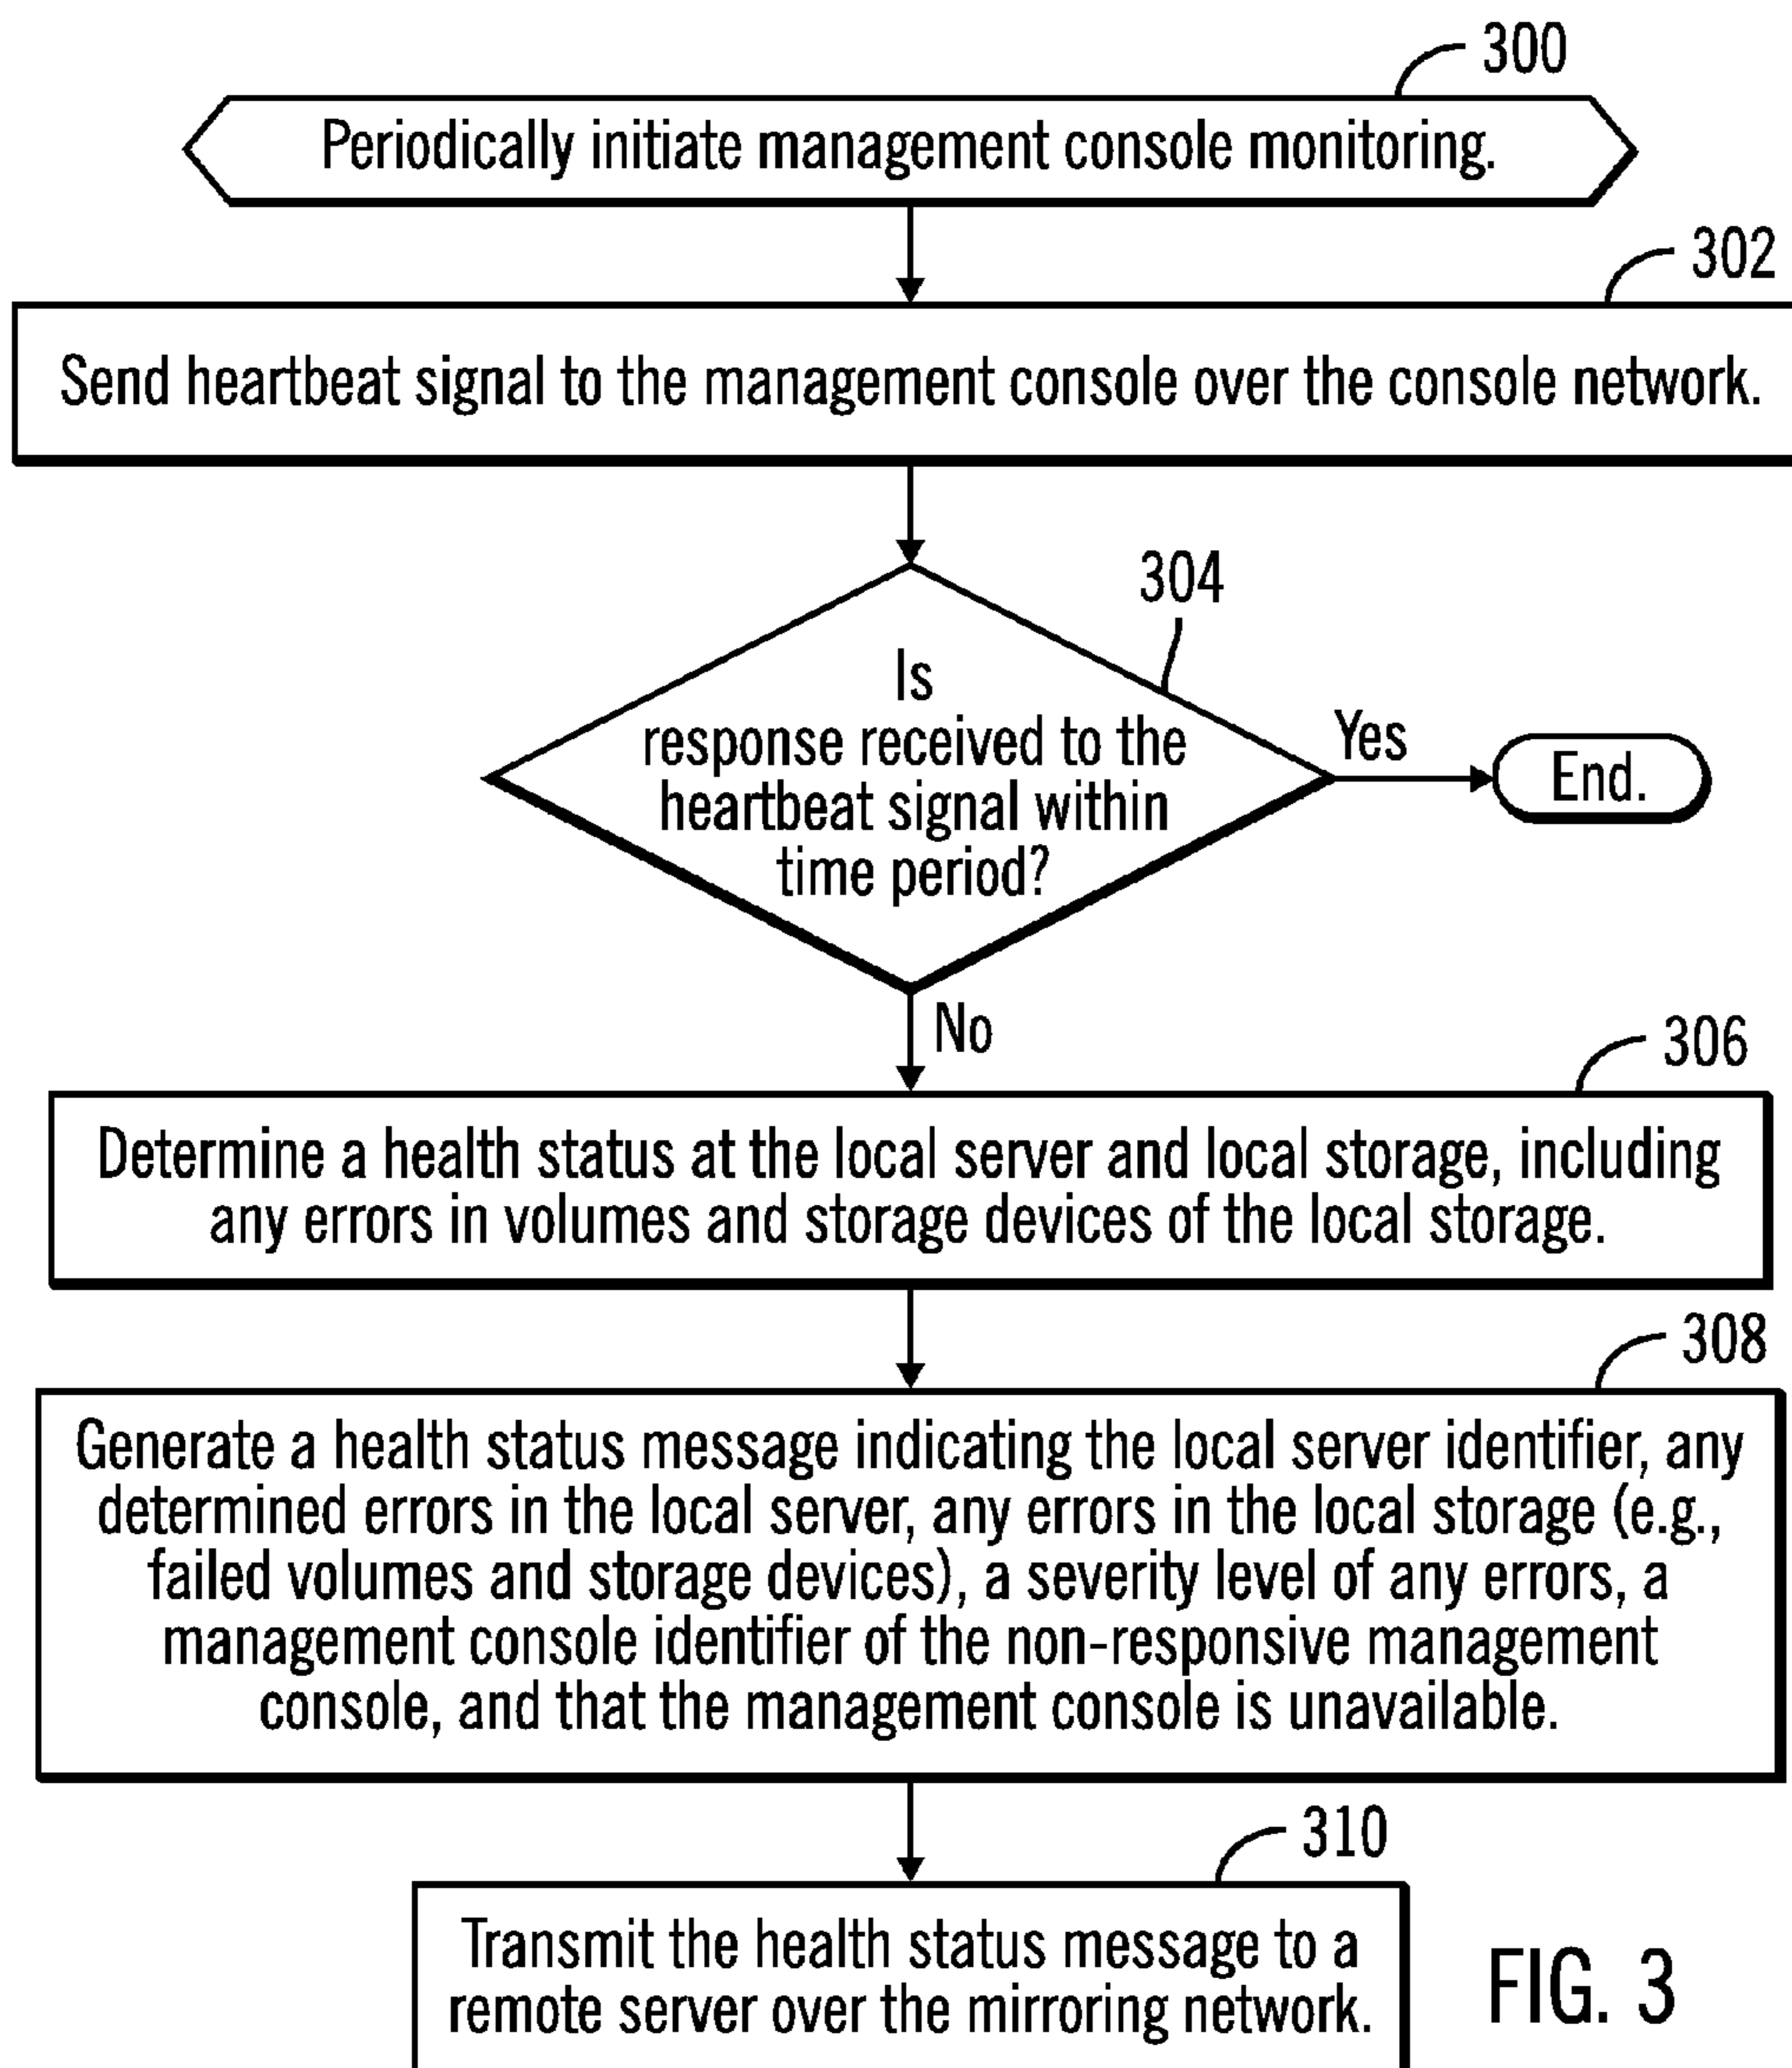 300
Periodically initiate management console monitoring.
302
Send heartbeat signal to the management console over the console network.
304
Is
response received to the
heartbeat signal within
time period?
Yes
End.
No
306
Determine a health status at the local server and local storage, including
any errors in volumes and storage devices of the local storage.
308
Generate a health status message indicating the local server identifier, any
determined errors in the local server, any errors in the local storage (e.g.,
failed volumes and storage devices), a severity level of any errors, a
management console identifier of the non-responsive management
console, and that the management console is unavailable.
310
Transmit the health status message to a
remote server over the mirroring network.
FIG. 3